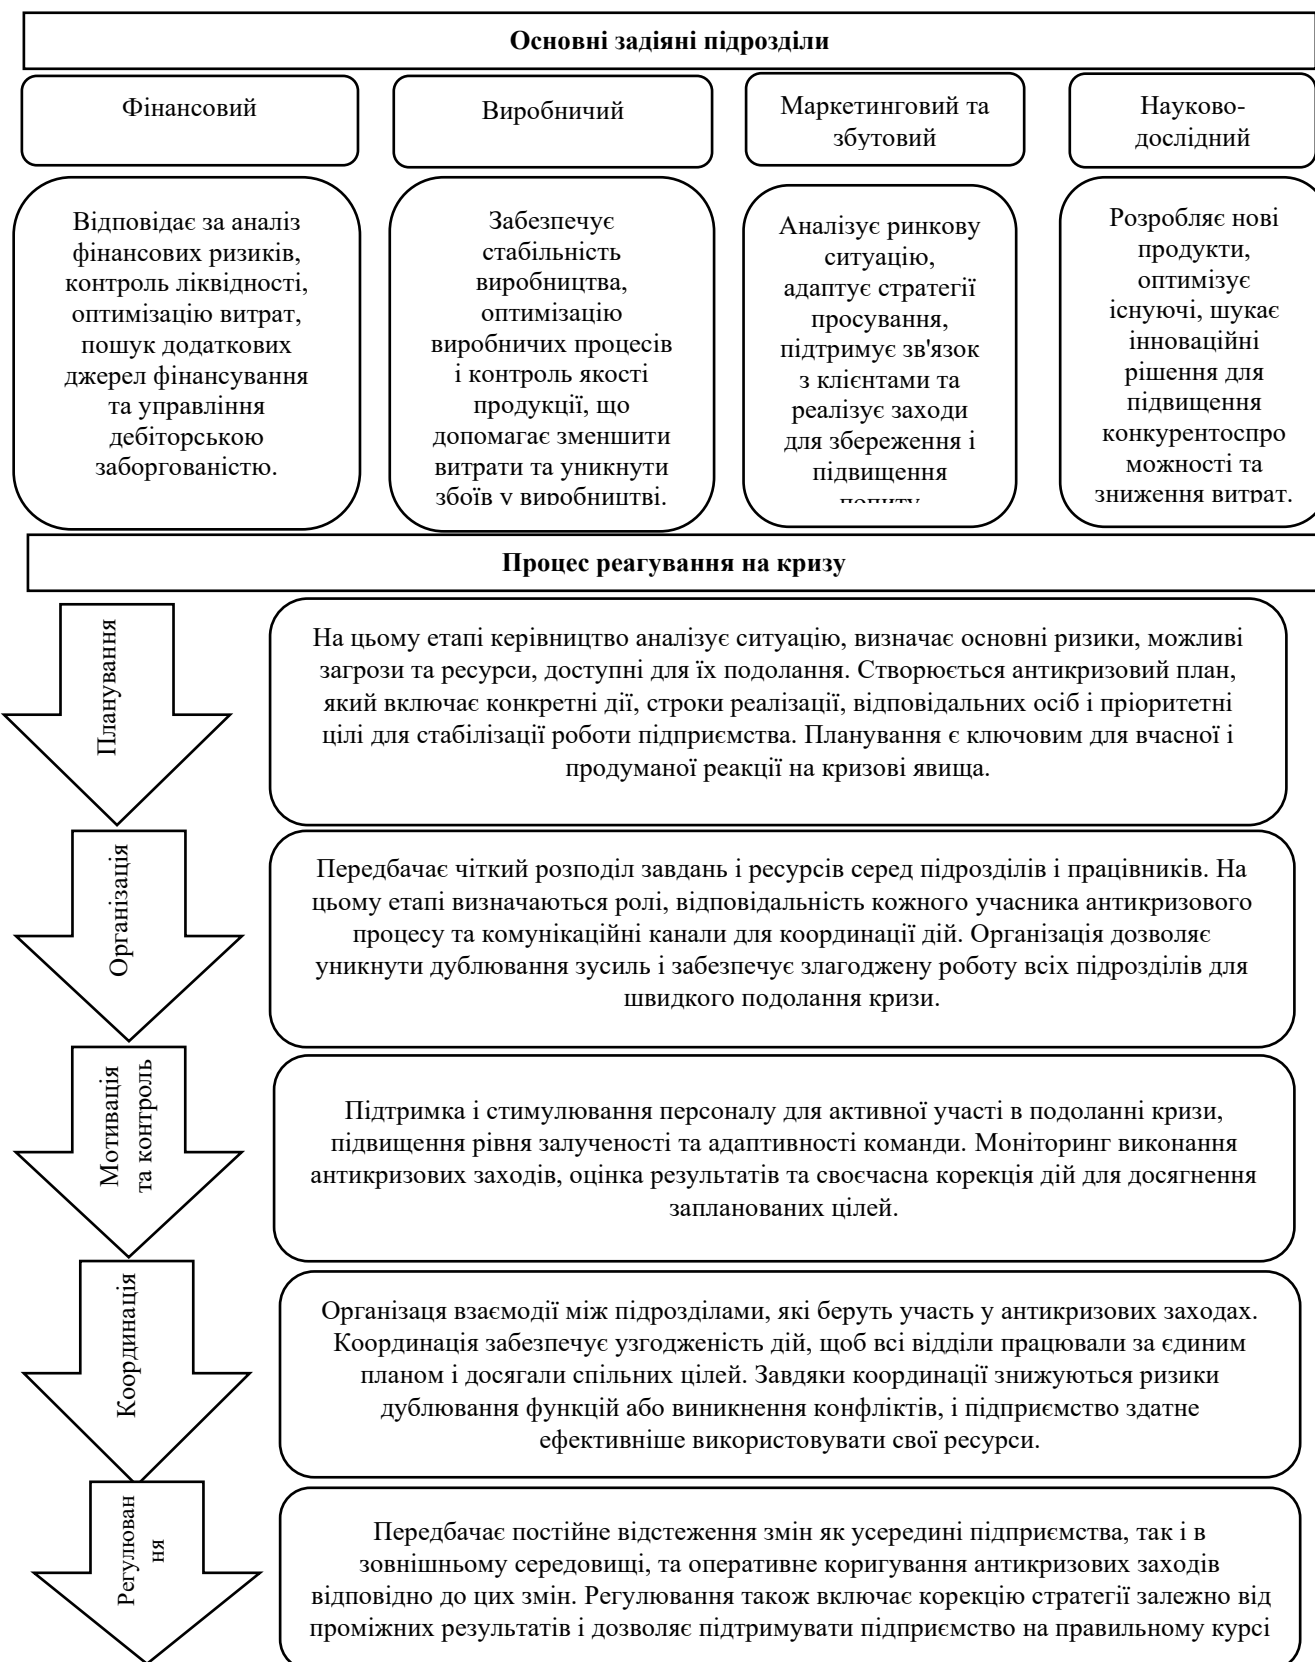 Основні задіяні підрозділи
Фінансовий
Виробничий
Маркетинговий та
збутовий
Науково-
дослідний
Відповідає за аналіз
фінансових ризиків,
контроль ліквідності,
оптимізацію витрат,
пошук додаткових
джерел фінансування
та управління
дебіторською
заборгованістю.
Забезпечує
стабільність
виробництва,
оптимізацію
виробничих процесів
і контроль якості
продукції, що
допомагає зменшити
витрати та уникнути
збоїв у виробництві.
Аналізує ринкову
ситуацію,
адаптує стратегії
просування,
підтримує зв'язок
з клієнтами та
реалізує заходи
для збереження і
підвищення
попиту
Розробляє нові
продукти,
оптимізує
існуючі, шукає
інноваційні
рішення для
підвищення
конкурентоспро
можності та
зниження витрат.
Процес реагування на кризу
Планування
На цьому етапі керівництво аналізує ситуацію, визначає основні ризики, можливі
загрози та ресурси, доступні для їх подолання. Створюється антикризовий план,
який включає конкретні дії, строки реалізації, відповідальних осіб і пріоритетні
цілі для стабілізації роботи підприємства. Планування є ключовим для вчасної і
продуманої реакції на кризові явища.
Організація
Передбачає чіткий розподіл завдань і ресурсів серед підрозділів і працівників. На
цьому етапі визначаються ролі, відповідальність кожного учасника антикризового
процесу та комунікаційні канали для координації дій. Організація дозволяє
уникнути дублювання зусиль і забезпечує злагоджену роботу всіх підрозділів для
швидкого подолання кризи.
Мотивація
та контроль
Підтримка і стимулювання персоналу для активної участі в подоланні кризи,
підвищення рівня залученості та адаптивності команди. Моніторинг виконання
антикризових заходів, оцінка результатів та своєчасна корекція дій для досягнення
запланованих цілей.
Координація
Організаця взаємодії між підрозділами, які беруть участь у антикризових заходах.
Координація забезпечує узгодженість дій, щоб всі відділи працювали за єдиним
планом і досягали спільних цілей. Завдяки координації знижуються ризики
дублювання функцій або виникнення конфліктів, і підприємство здатне
ефективніше використовувати свої ресурси.
Регулюван
ня
Передбачає постійне відстеження змін як усередині підприємства, так і в
зовнішньому середовищі, та оперативне коригування антикризових заходів
відповідно до цих змін. Регулювання також включає корекцію стратегії залежно від
проміжних результатів і дозволяє підтримувати підприємство на правильному курсі